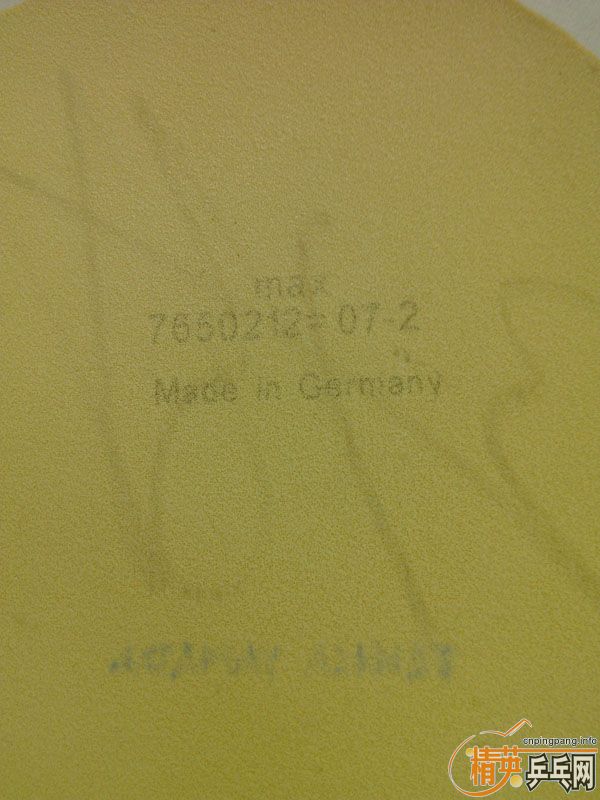 max
7650212= 07-2
Made in Germany
cnpingpang.info
精英乒乓网